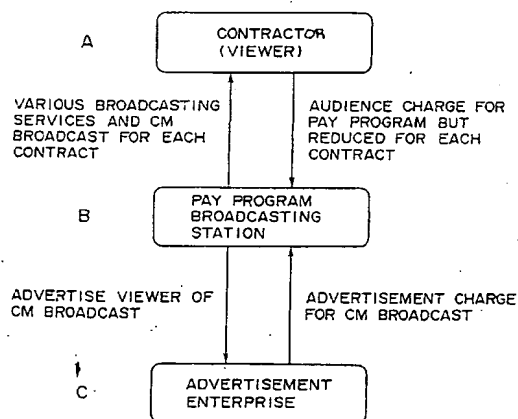 A
CONTRACTOR
(VIEWER)
VARIOUS BROADCASTING
SERVICES AND CM
BROADCAST FOR EACH
CONTRACT
AUDIENCE CHARGE FOR
PAY PROGRAM BUT
REDUCED FOR EACH
CONTRACT
B
PAY PROGRAM
BROADCASTING
STATION
ADVERTISE VIEWER OF
CM BROADCAST
ADVERTISEMENT CHARGE
FOR CM BROADCAST
C
ADVERTISEMENT
ENTERPRISE